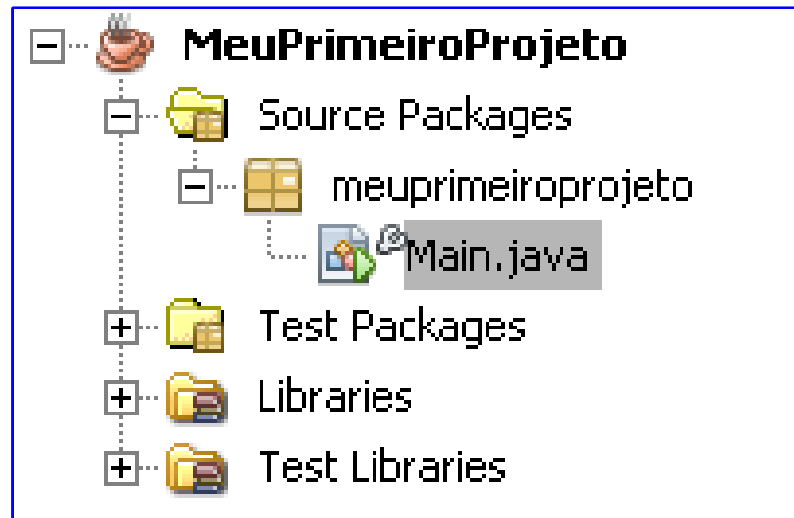 MeuPrimeiroProjeto
Source Packages
meuprimeiroprojeto
Main.java
Test Packages
Libraries
Test Libraries